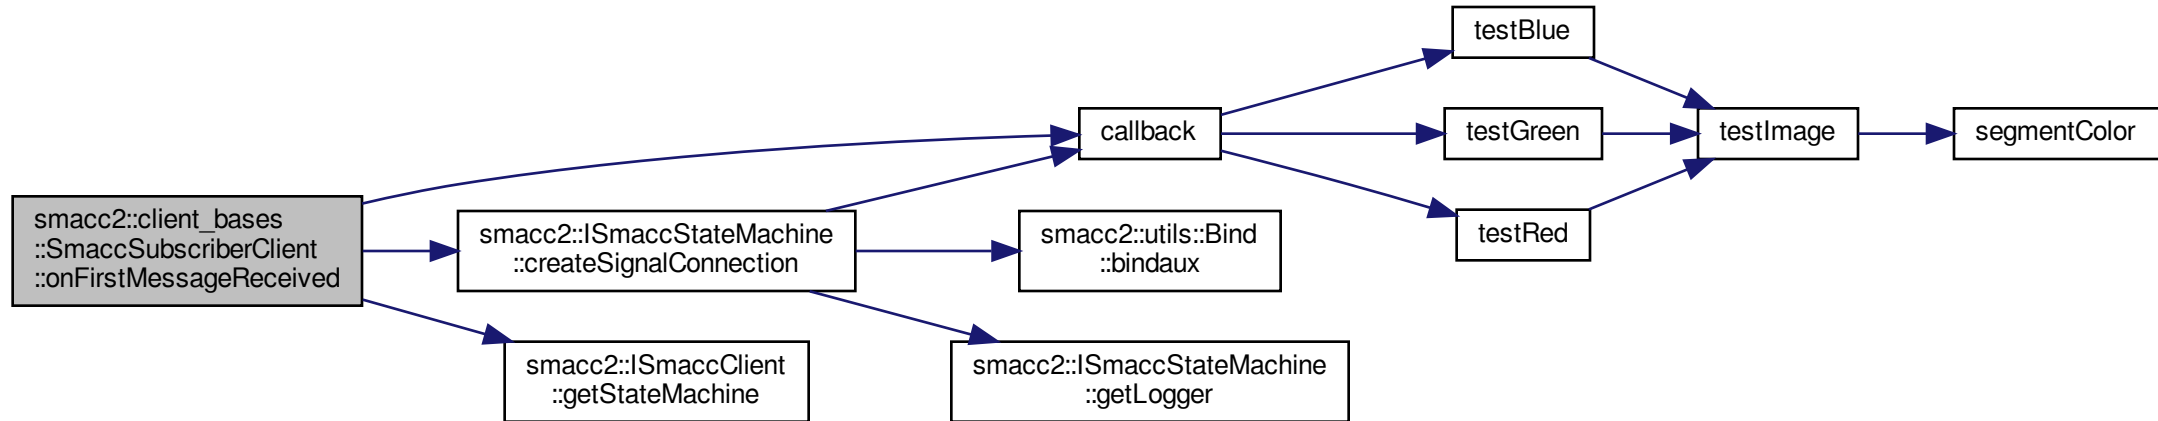 smacc2::client_bases
::SmaccSubscriberClient
::onFirstMessageReceived
smacc2::ISmaccStateMachine
::createSignalConnection
smacc2::ISmaccClient
::getStateMachine
callback
smacc2::utils::Bind
::bindaux
smacc2::ISmaccStateMachine
::getLogger
testBlue
testGreen
testRed
testImage
segmentColor